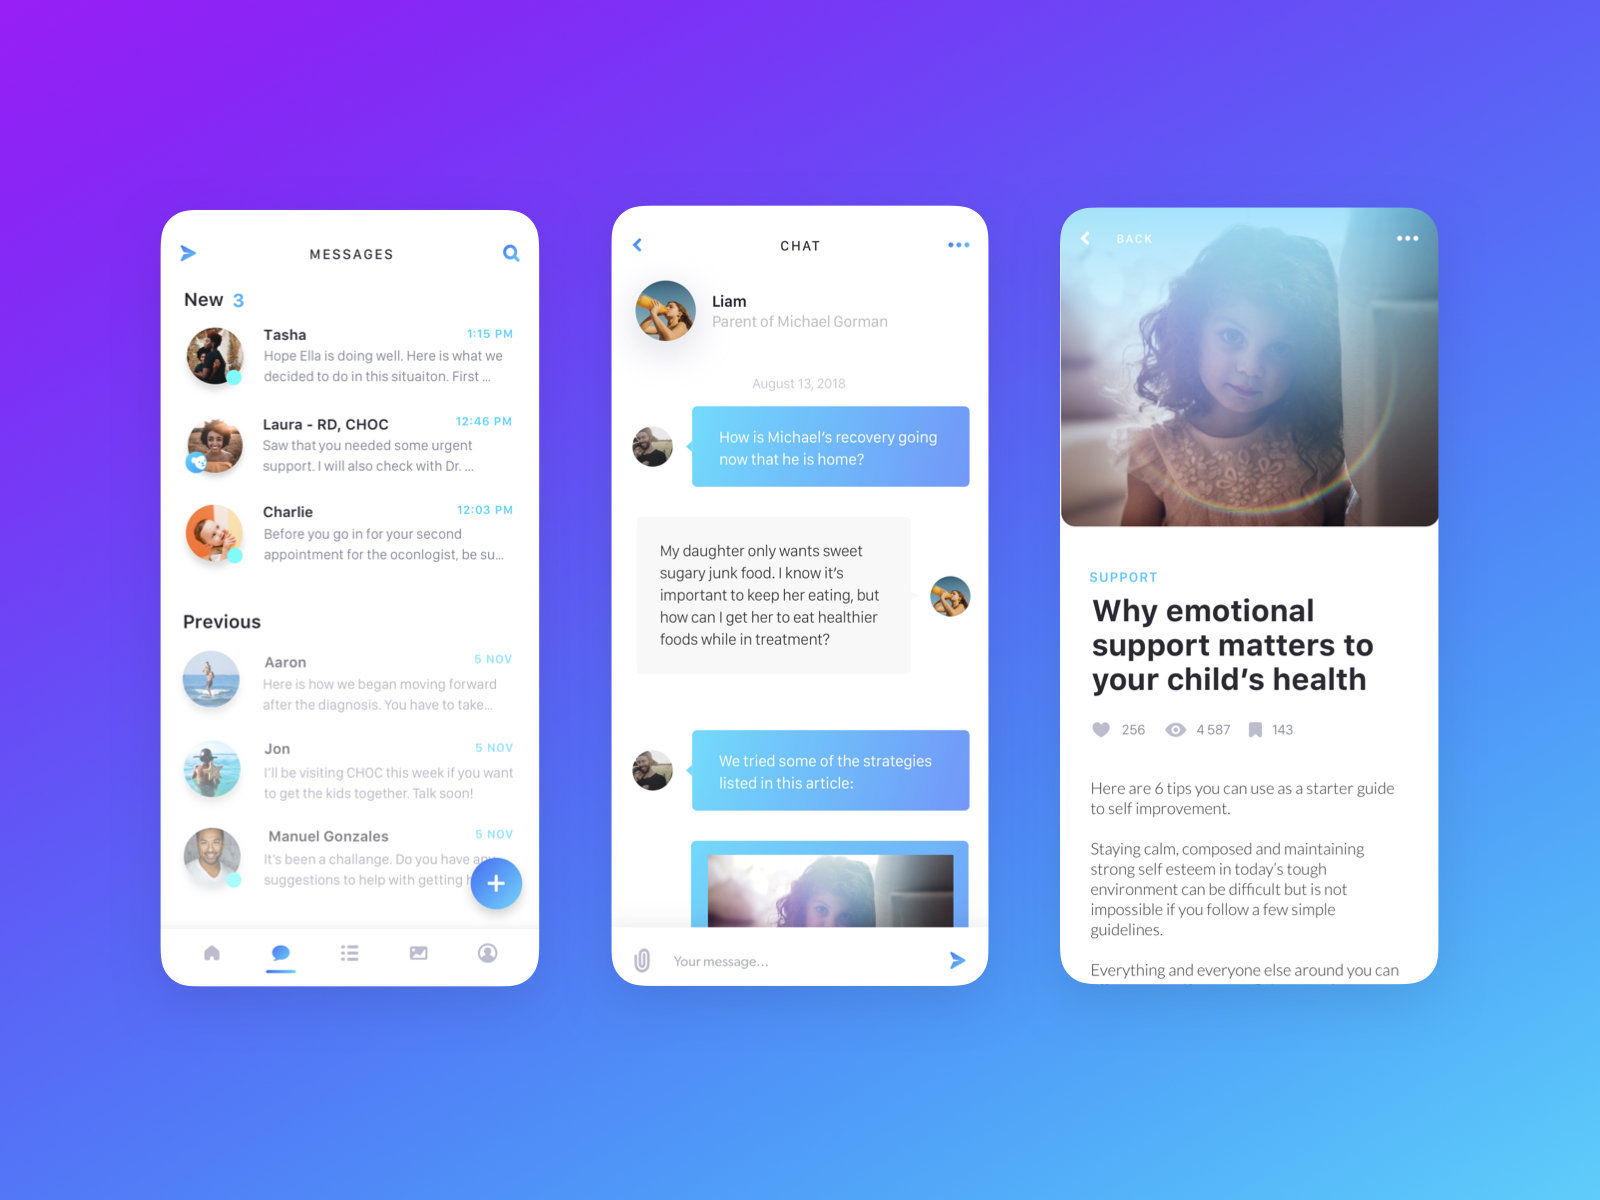 MESSAGES
New 3
Tasha 1:15 PM
Hope Ella is doing well. Here is what we
decided to do in this situaiton. First ...
Laura - RD, CHOC 12:46 PM
Saw that you needed some urgent
support. I will also check with Dr. ...
Charlie 12:03 PM
Before you go in for your second
appointment for the oconlogist, be su...
Previous
Aaron 5 NOV
Here is how we began moving forward
after the diagnosis. You have to take...
Jon 5 NOV
I'll be visiting CHOC this week if you want
to get the kids together. Talk soon!
Manuel Gonzales 5 NOV
It's been a challange. Do you have any
suggestions to help with getting
CHAT
Liam
Parent of Michael Gorman
August 13, 2018
How is Michael's recovery going
now that he is home?
My daughter only wants sweet
sugary junk food. I know it's
important to keep her eating, but
how can I get her to eat healthier
foods while in treatment?
We tried some of the strategies
listed in this article:
Your message...
BACK
SUPPORT
Why emotional
support matters to
your child's health
256 4 587 143
Here are 6 tips you can use as a starter guide
to self improvement.
Staying calm, composed and maintaining
strong self esteem in today's tough
environment can be difficult but is not
impossible if you follow a few simple
guidelines.
Everything and everyone else around you can